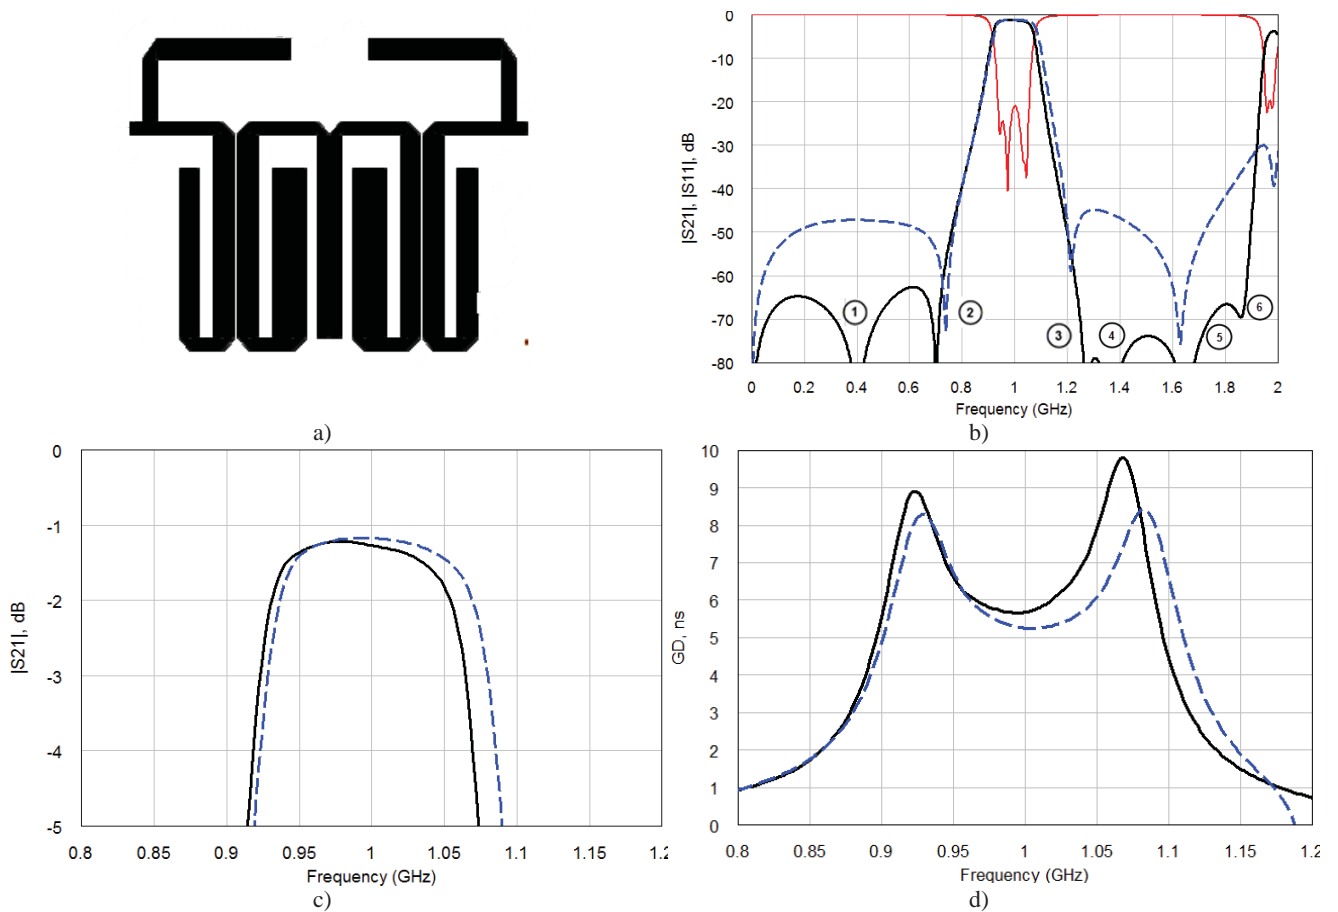 a)
|S21|, |S11|, dB
0
-10
-20
-30
-40
-50
-60
-70
-80
1
2
3
4
5
6
0 0.2 0.4 0.6 0.8 1 1.2 1.4 1.6 1.8 2
Frequency (GHz)
b)
|S21|, dB
0
-1
-2
-3
-4
-5
0.8 0.85 0.9 0.95 1 1.05 1.1 1.15 1.2
Frequency (GHz)
c)
GD, ns
10
9
8
7
6
5
4
3
2
1
0
0.8 0.85 0.9 0.95 1 1.05 1.1 1.15 1.2
Frequency (GHz)
d)